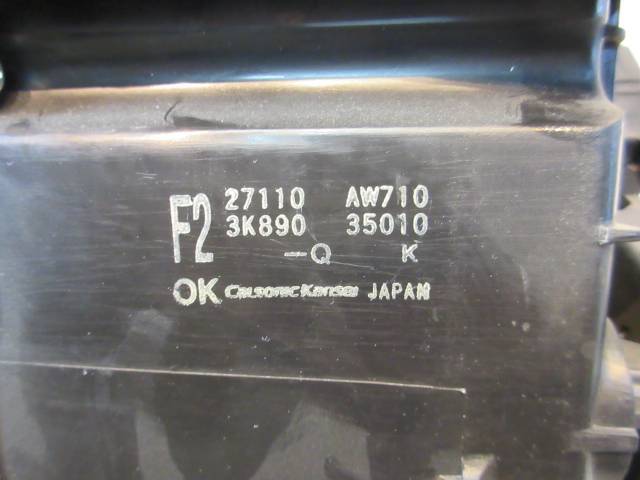 F2 27110 AW710
3K890 35010
-Q K
OK Calsonic Kansei JAPAN